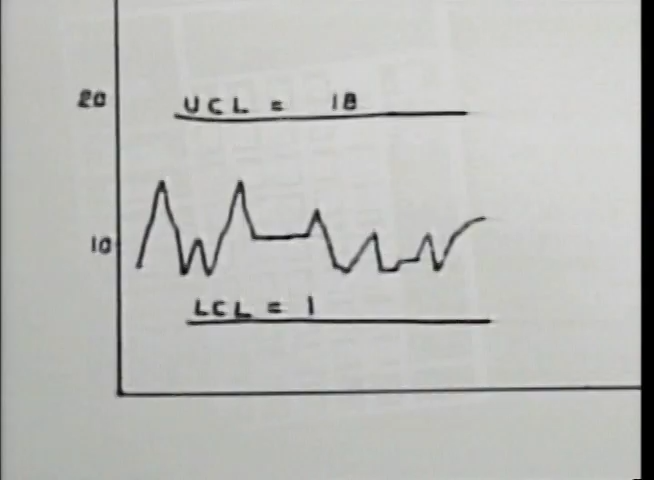 20
UCL = 18
10
LCL = 1